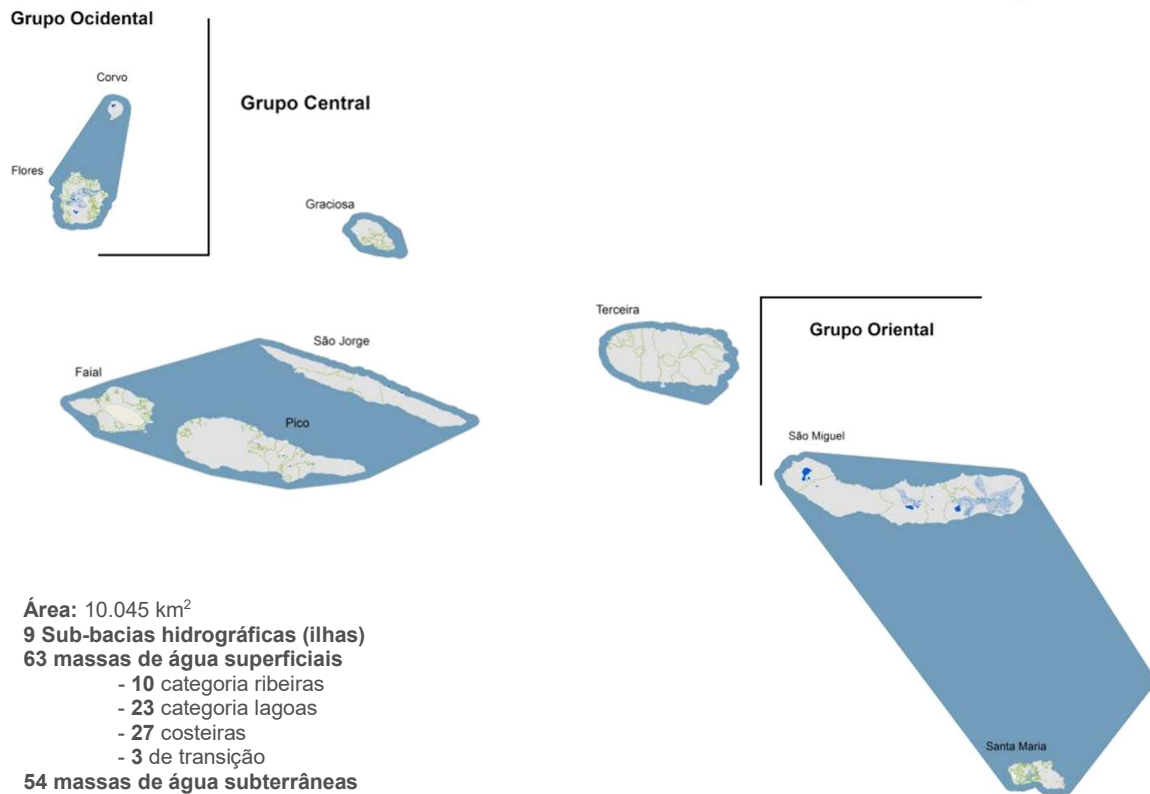 Grupo Ocidental
Corvo
Flores
Grupo Central
Graciosa
São Jorge
Faial
Pico
Terceira
Grupo Oriental
São Miguel
Santa Maria
Área: 10.045 km²
9 Sub-bacias hidrográficas (ilhas)
63 massas de água superficiais
- 10 categoria ribeiras
- 23 categoria lagoas
- 27 costeiras
- 3 de transição
54 massas de água subterrâneas